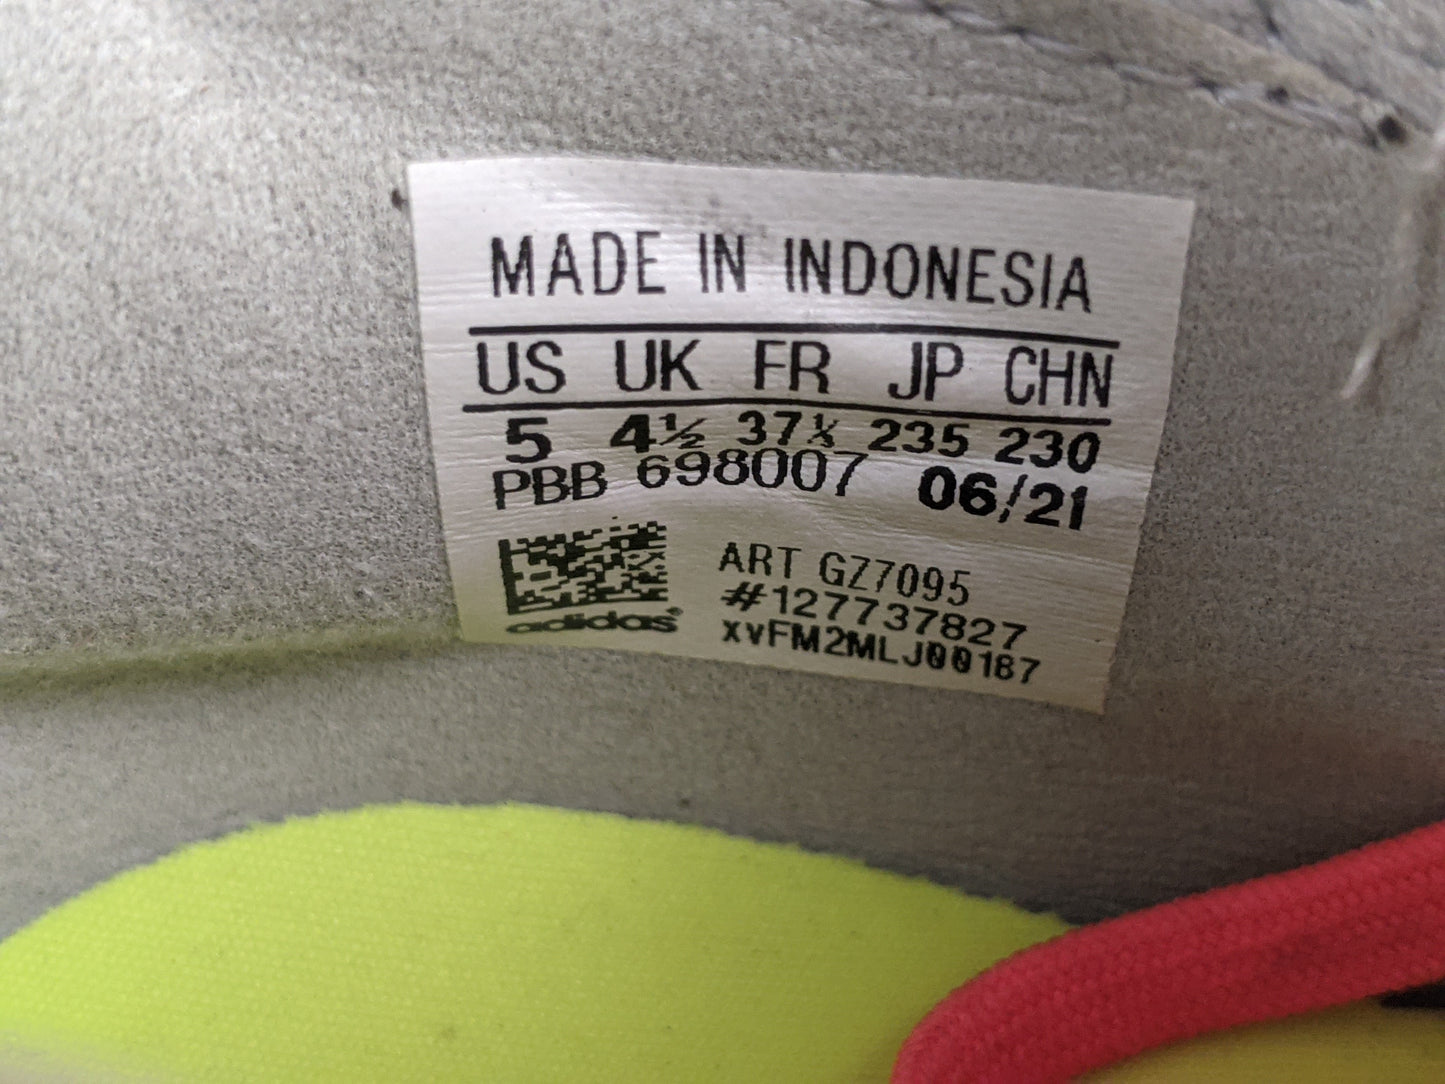 MADE IN INDONESIA
US UK FR JP CHN
5 4½ 37⅓ 235 230
PBB 698007 06/21
ART GZ7095
#127737827
xvFM2MLJ00187
adidas®